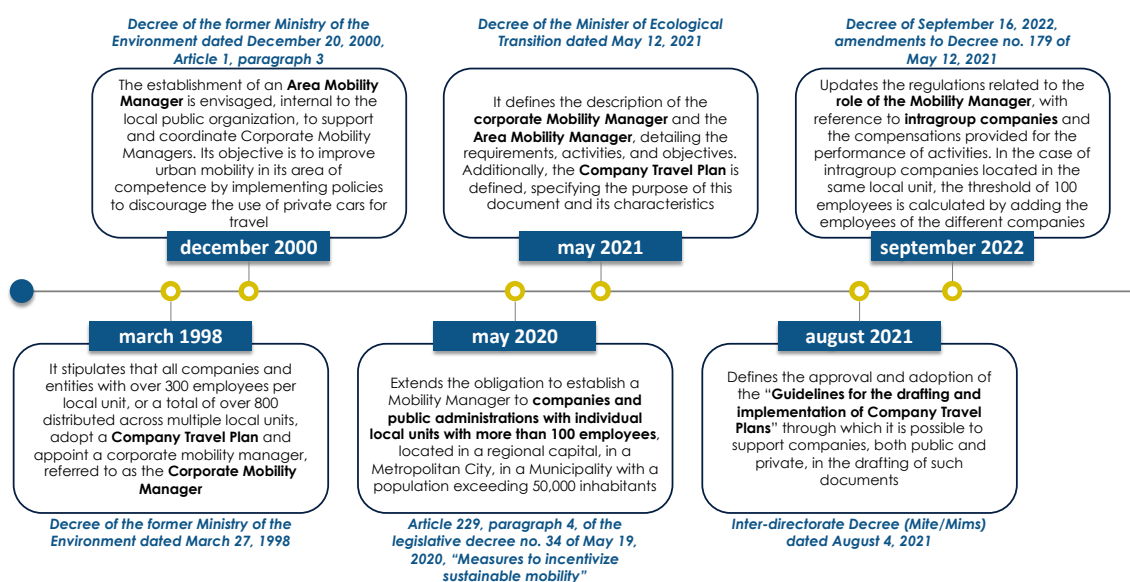 Decree of the former Ministry of the
Environment dated December 20, 2000,
Article 1, paragraph 3
The establishment of an Area Mobility
Manager is envisaged, internal to the
local public organization, to support
and coordinate Corporate Mobility
Managers. Its objective is to improve
urban mobility in its area of
competence by implementing policies
to discourage the use of private cars for
travel
december 2000
Decree of the Minister of Ecological
Transition dated May 12, 2021
It defines the description of the
corporate Mobility Manager and the
Area Mobility Manager, detailing the
requirements, activities, and objectives.
Additionally, the Company Travel Plan is
defined, specifying the purpose of this
document and its characteristics
may 2021
Decree of September 16, 2022,
amendments to Decree no. 179 of
May 12, 2021
Updates the regulations related to the
role of the Mobility Manager, with
reference to intragroup companies and
the compensations provided for the
performance of activities. In the case of
intragroup companies located in the
same local unit, the threshold of 100
employees is calculated by adding the
employees of the different companies
september 2022
march 1998
It stipulates that all companies and
entities with over 300 employees per
local unit, or a total of over 800
distributed across multiple local units,
adopt a Company Travel Plan and
appoint a corporate mobility manager,
referred to as the Corporate Mobility
Manager
Decree of the former Ministry of the
Environment dated March 27, 1998
may 2020
Extends the obligation to establish a
Mobility Manager to companies and
public administrations with individual
local units with more than 100 employees,
located in a regional capital, in a
Metropolitan City, in a Municipality with a
population exceeding 50,000 inhabitants
Article 229, paragraph 4, of the
legislative decree no. 34 of May 19,
2020, “Measures to incentivize
sustainable mobility”
august 2021
Defines the approval and adoption of
the “Guidelines for the drafting and
implementation of Company Travel
Plans” through which it is possible to
support companies, both public and
private, in the drafting of such
documents
Inter-directorate Decree (Mite/Mims)
dated August 4, 2021